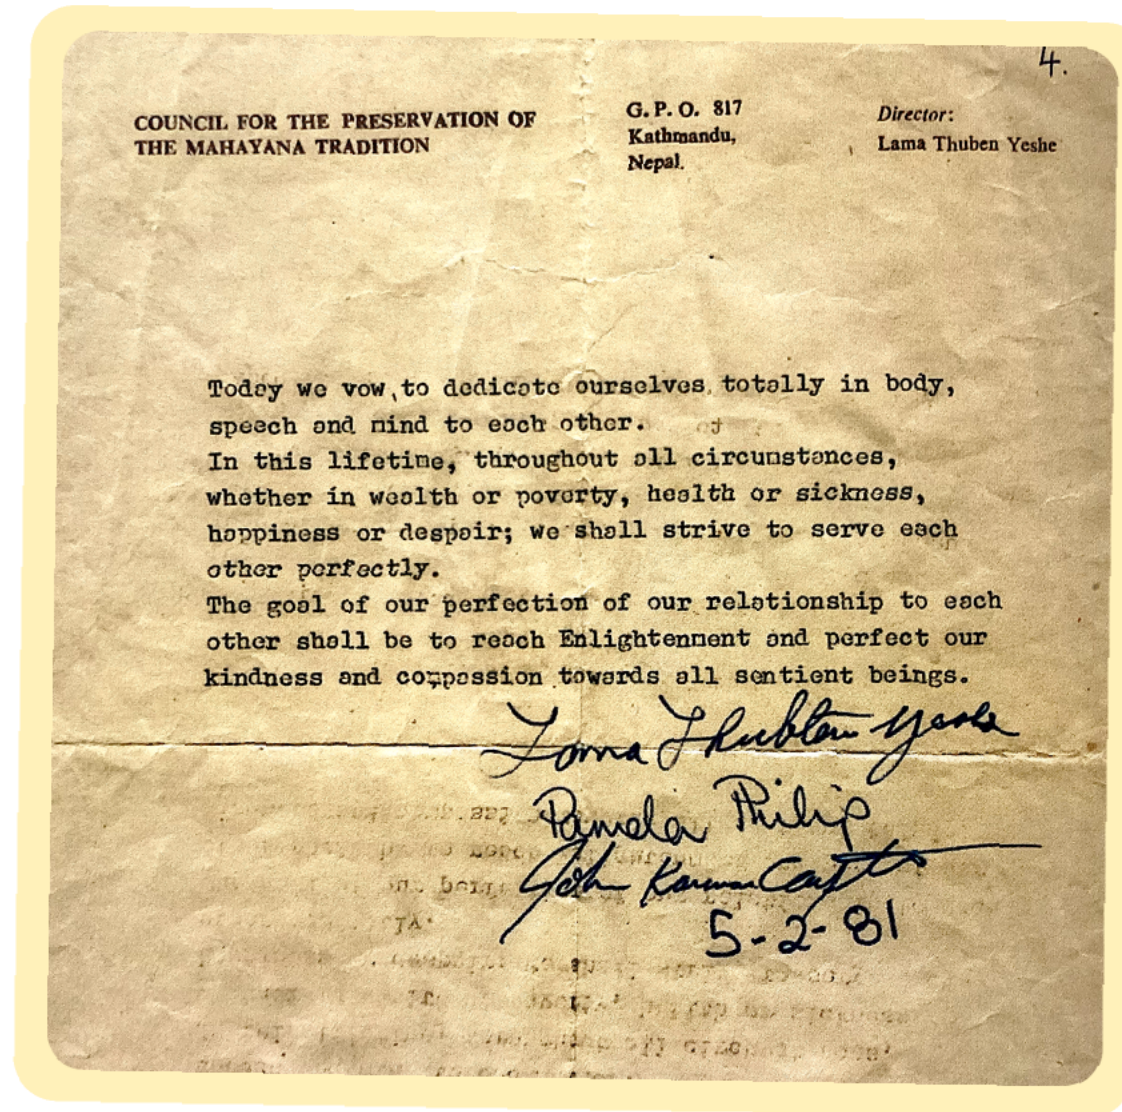 4.
COUNCIL FOR THE PRESERVATION OF
THE MAHAYANA TRADITION
G. P. O. 817
Kathmandu,
Nepal.
Director:
Lama Thuben Yeshe
Today we vow, to dedicate ourselves totally in body,
speech and mind to each other.
In this lifetime, throughout all circumstances,
whether in wealth or poverty, health or sickness,
happiness or despair; we shall strive to serve each
other perfectly.
The goal of our perfection of our relationship to each
other shall be to reach Enlightenment and perfect our
kindness and compassion towards all sentient beings.
Lama Thubten Yeshe
Pamela Philip
John
5-2-81